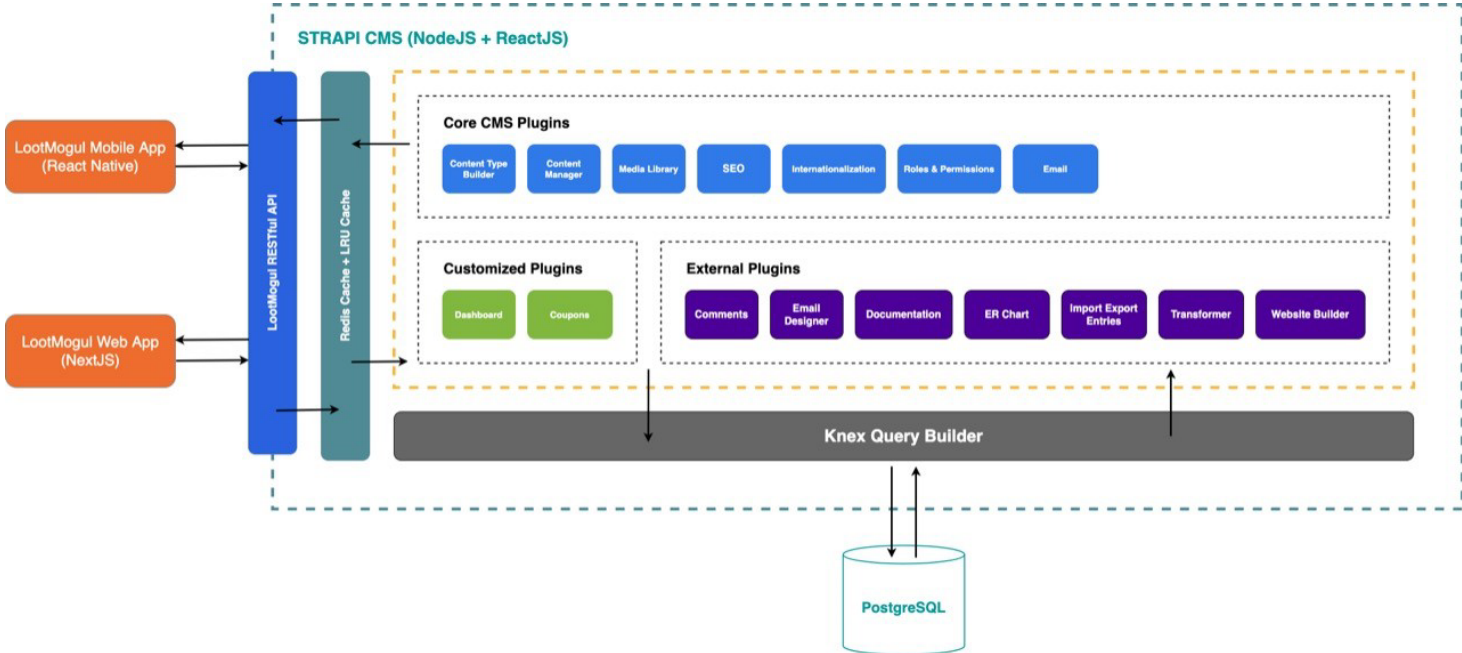 STRAPI CMS (NodeJS + ReactJS)
LootMogul Mobile App
(React Native)
LootMogul Web App
(NextJS)
LootMogul RESTful API
Redis Cache + LRU Cache
Core CMS Plugins
Content Type
Builder
Content
Manager
Media Library
SEO
Internationalization
Roles & Permissions
Email
Customized Plugins
Dashboard
Coupons
External Plugins
Comments
Email
Designer
Documentation
ER Chart
Import Export
Entries
Transformer
Website Builder
Knex Query Builder
PostgreSQL